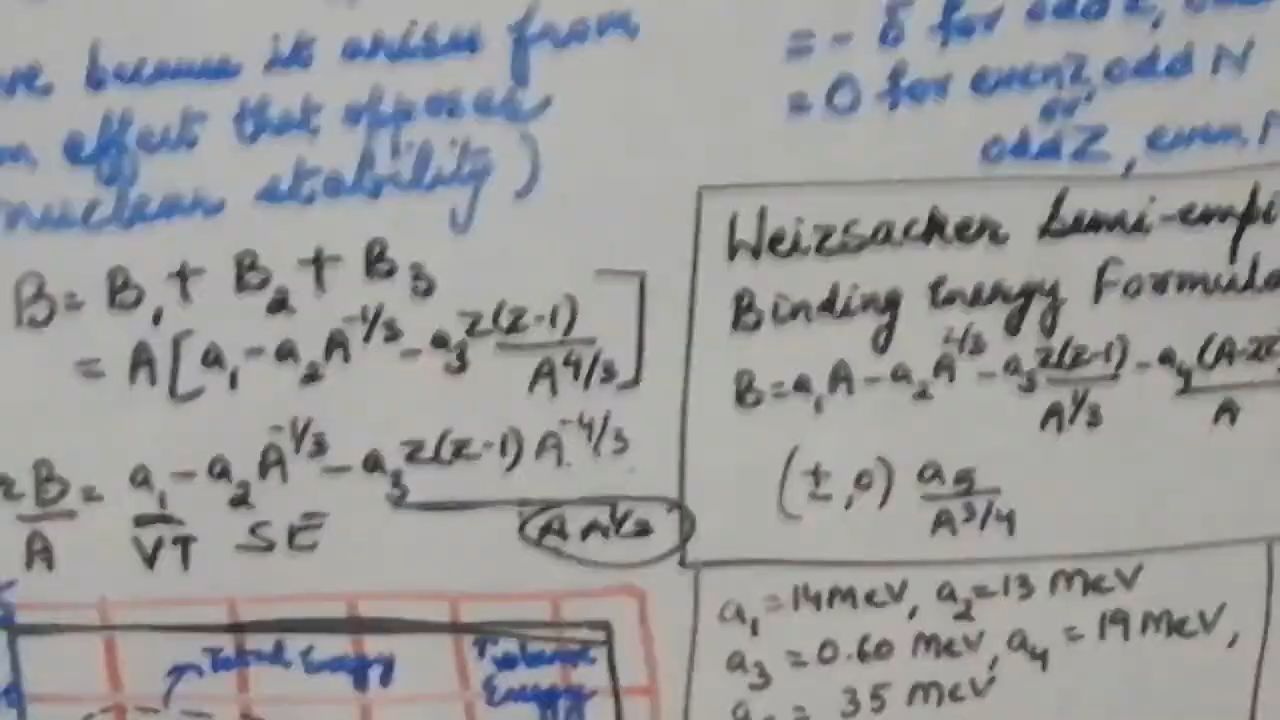 because it arises from
effect that opposes
nuclear stability)
B = B₁ + B₂ + B₃
= A[a₁ - a₂A^-1/3 - a₃ Z(Z-1)/A^4/3]
B/A = a₁ - a₂A^-1/3 - a₃ Z(Z-1) A^-4/3
VT SE
= - δ for odd Z,
= 0 for even Z, odd N
or
odd Z, even
Weizsacker Semi-empi
Binding Energy Formula
B = a₁A - a₂A^2/3 - a₃ Z(Z-1)/A^1/3 - a₄ (A-2Z/A
(±, 0) a₅/A^3/4
a₁ = 14 MeV, a₂ = 13 MeV
a₃ = 0.60 MeV, a₄ = 19 MeV,
= 35 MeV
Total Energy
Energy